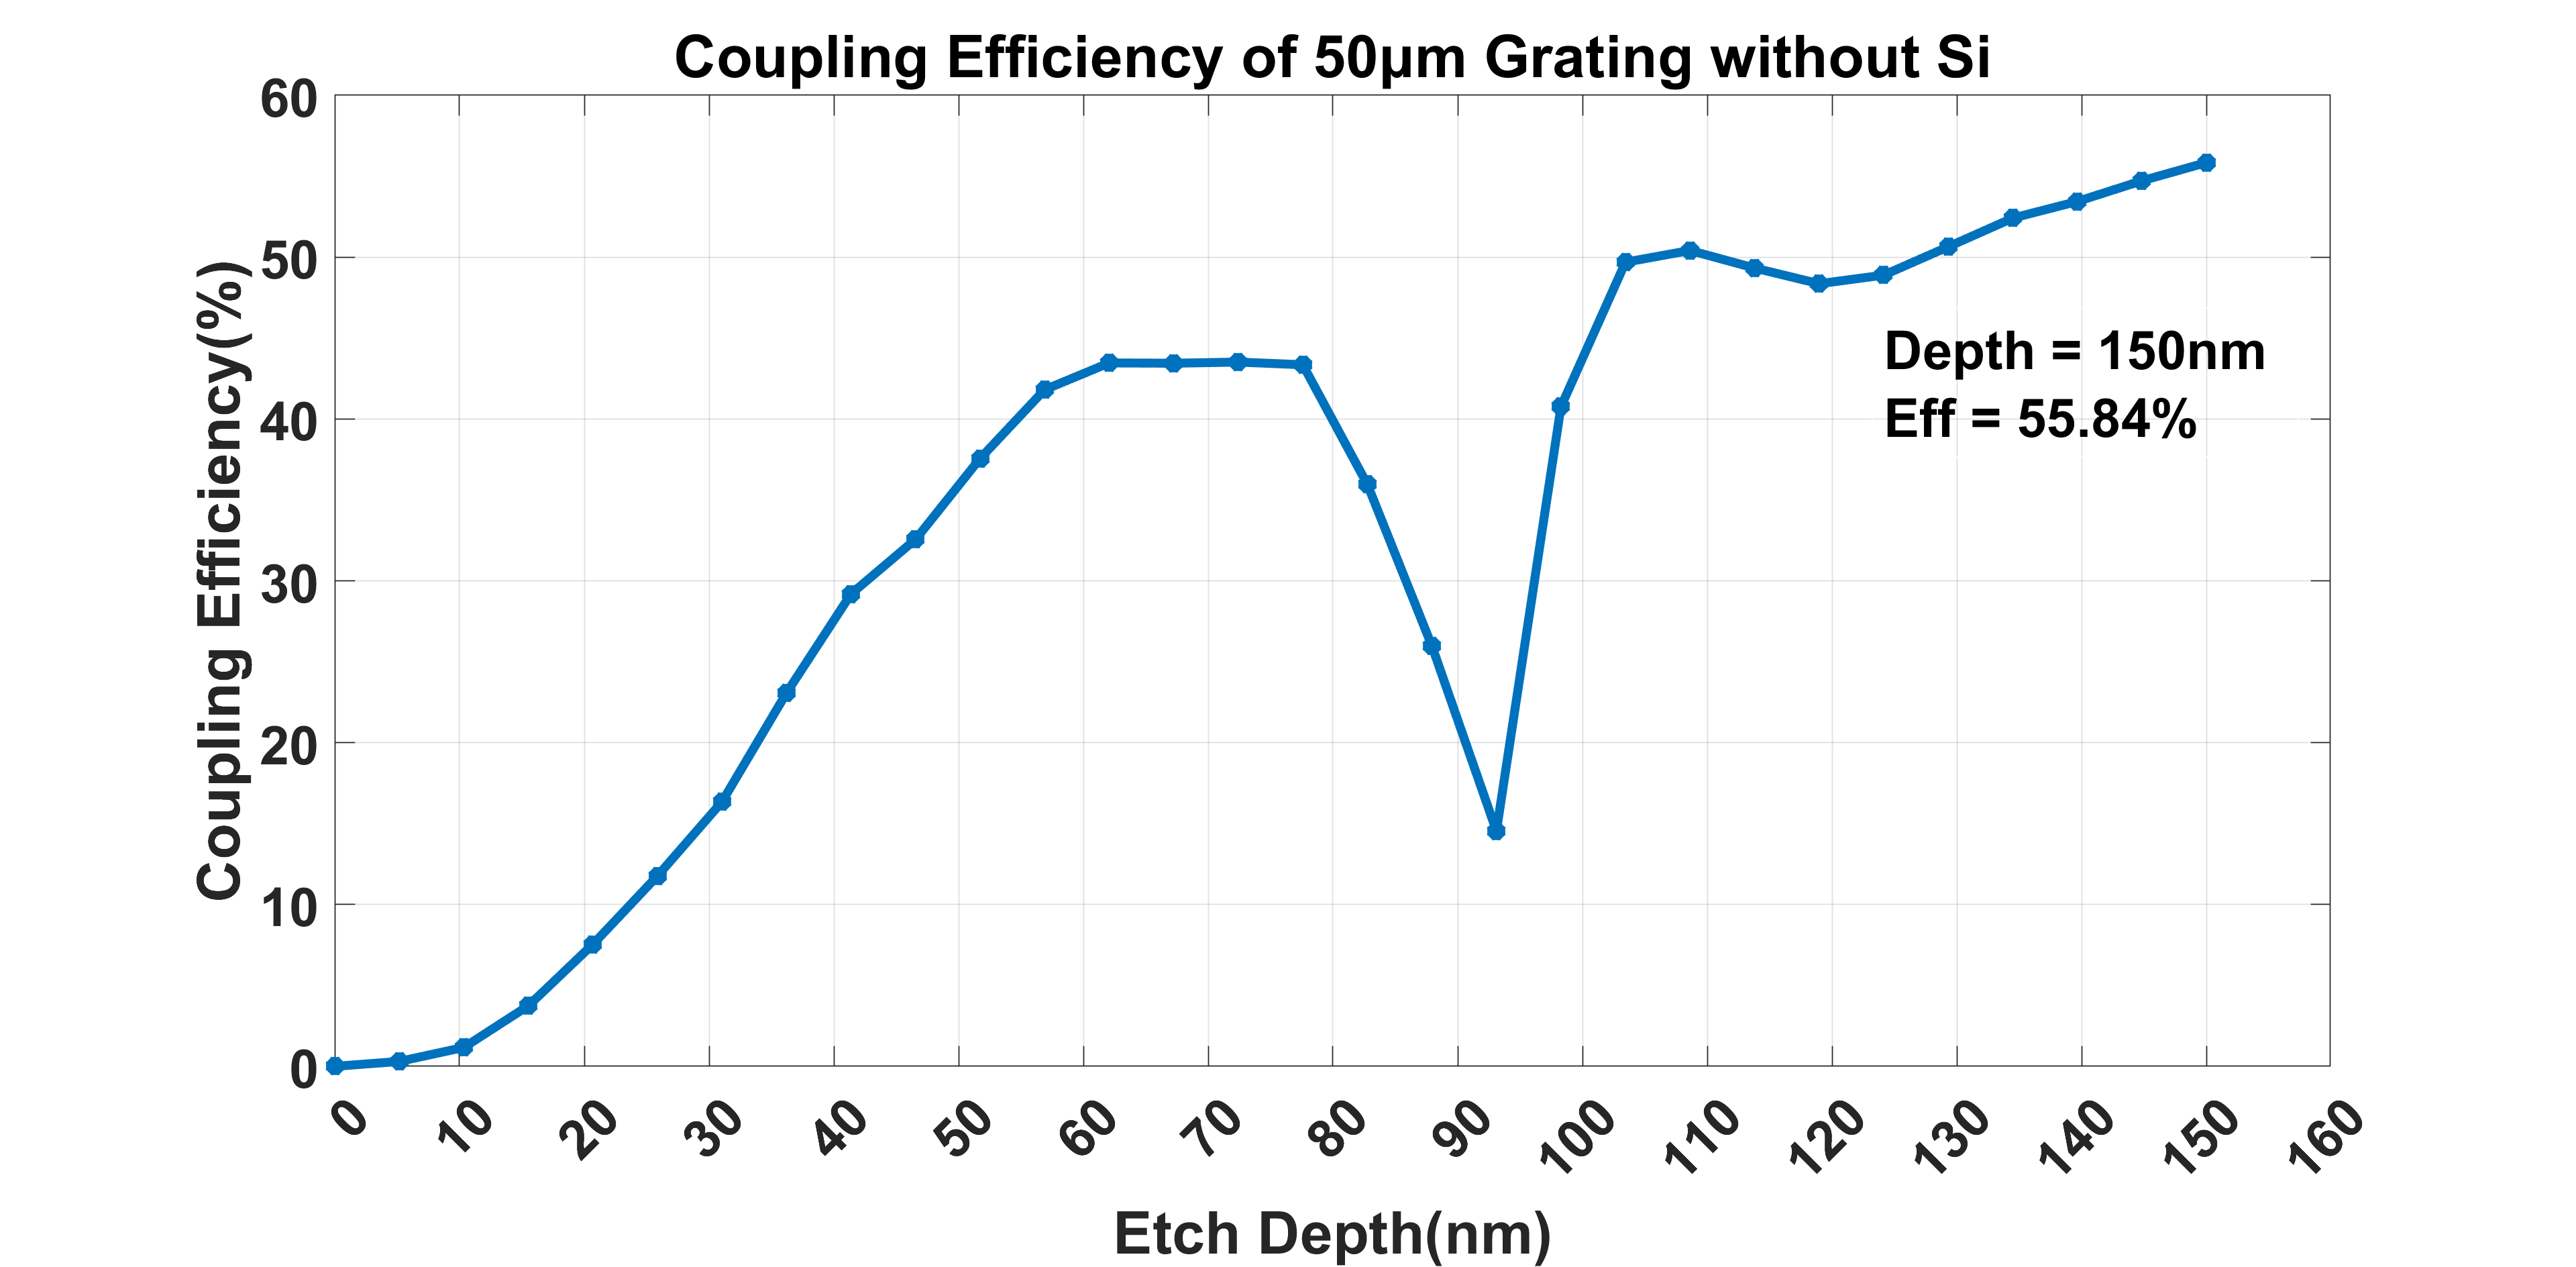 Coupling Efficiency of 50µm Grating without Si
60
50
40
30
20
10
0
Coupling Efficiency(%)
Depth = 150nm
Eff = 55.84%
0 10 20 30 40 50 60 70 80 90 100 110 120 130 140 150 160
Etch Depth(nm)